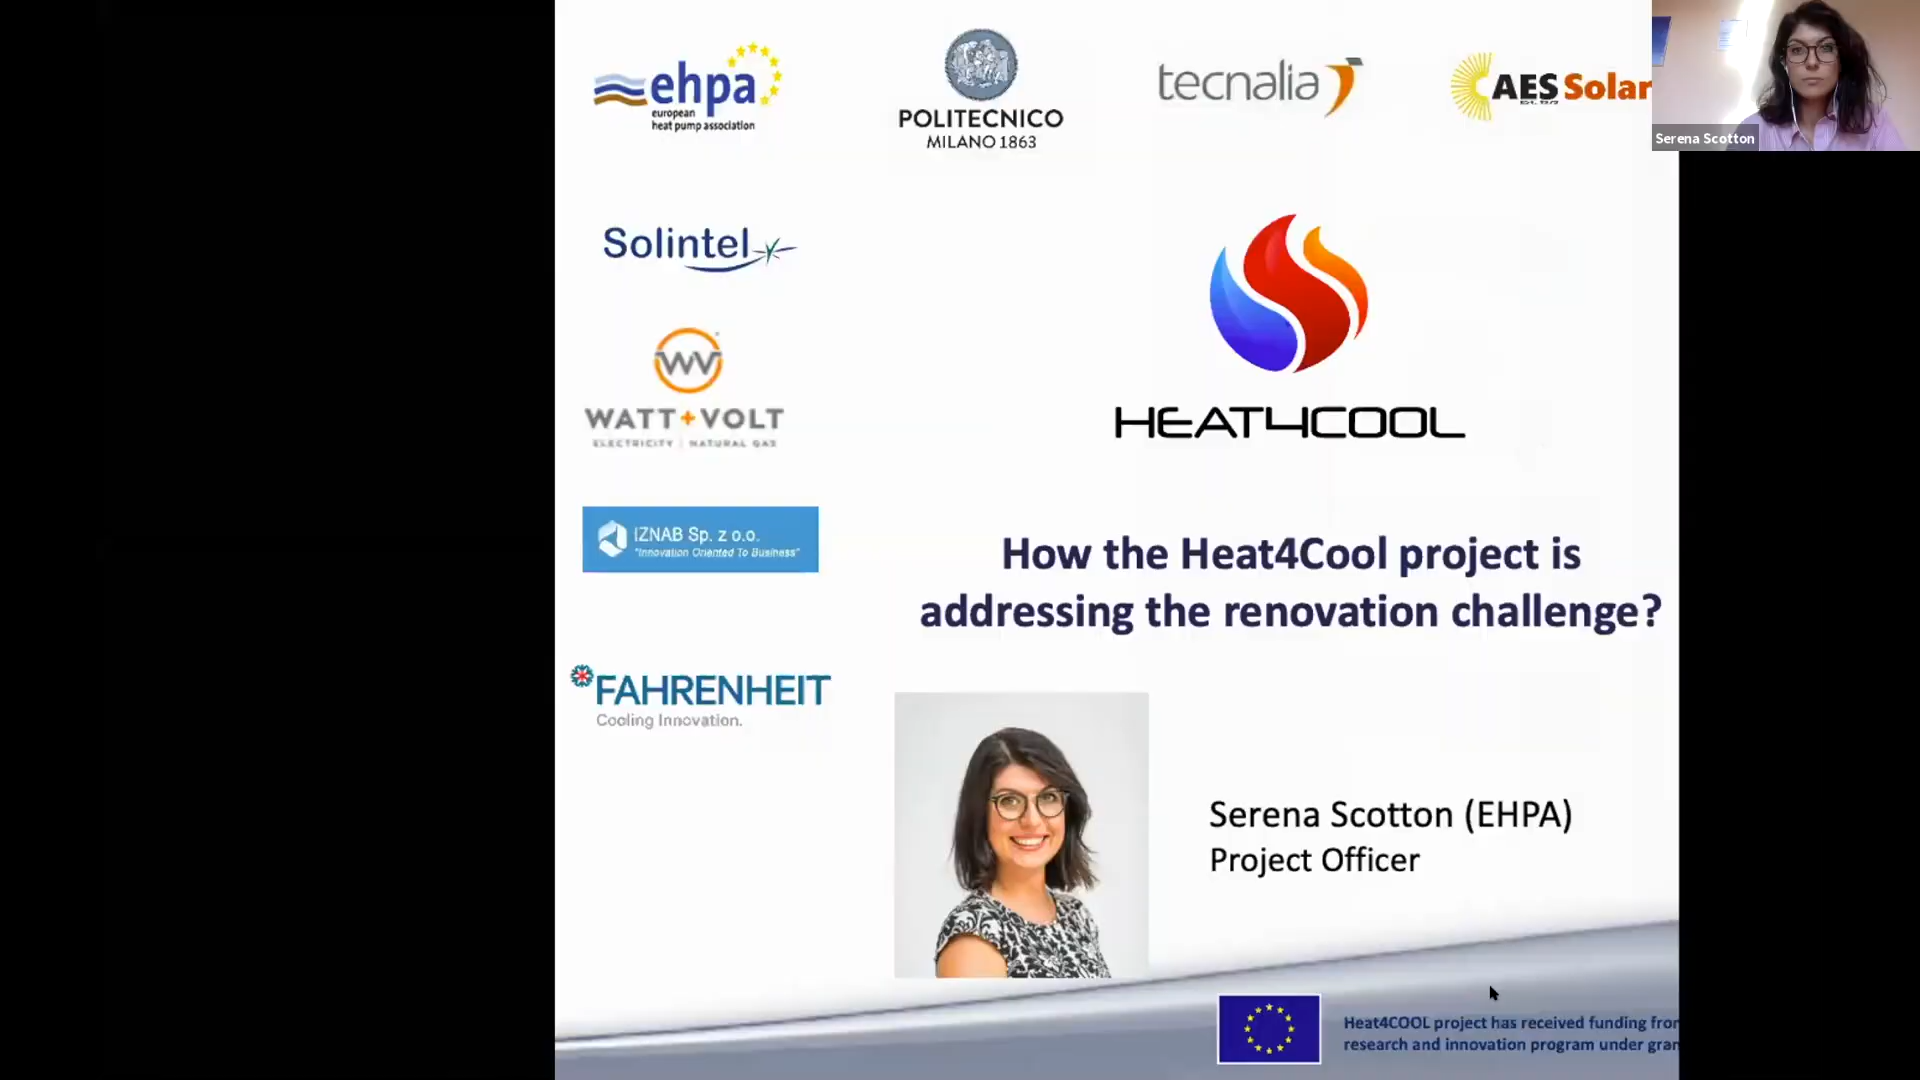 ehpa
european
heat pump association
POLITECNICO
MILANO 1863
tecnalia
AES Solar
Serena Scotton
Solintel
WV
WATT+VOLT
ELECTRICITY | NATURAL GAS
HEAT4COOL
IZNAB Sp. z o.o.
"Innovation Oriented To Business"
How the Heat4Cool project is
addressing the renovation challenge?
FAHRENHEIT
Cooling Innovation.
Serena Scotton (EHPA)
Project Officer
Heat4COOL project has received funding from
research and innovation program under gran